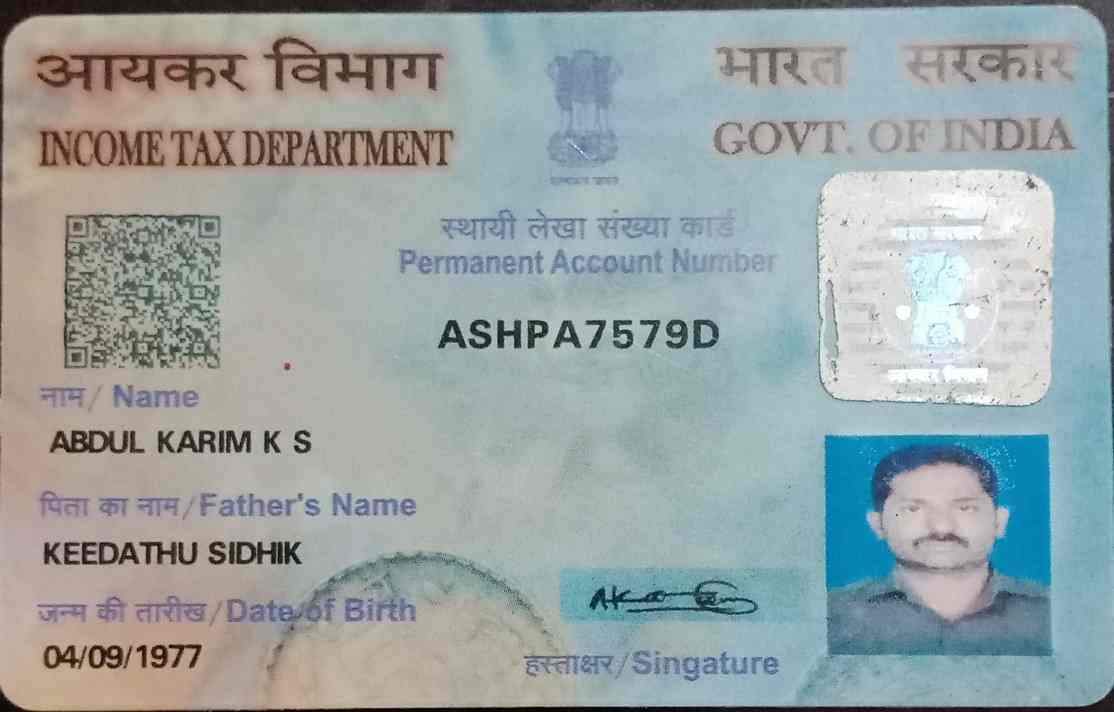 आयकर विभाग
INCOME TAX DEPARTMENT
भारत सरकार
GOVT. OF INDIA
स्थायी लेखा संख्या कार्ड
Permanent Account Number
ASHPA7579D
नाम/ Name
ABDUL KARIM K S
पिता का नाम/Father's Name
KEEDATHU SIDHIK
जन्म की तारीख/Date of Birth
04/09/1977
हस्ताक्षर/Singature